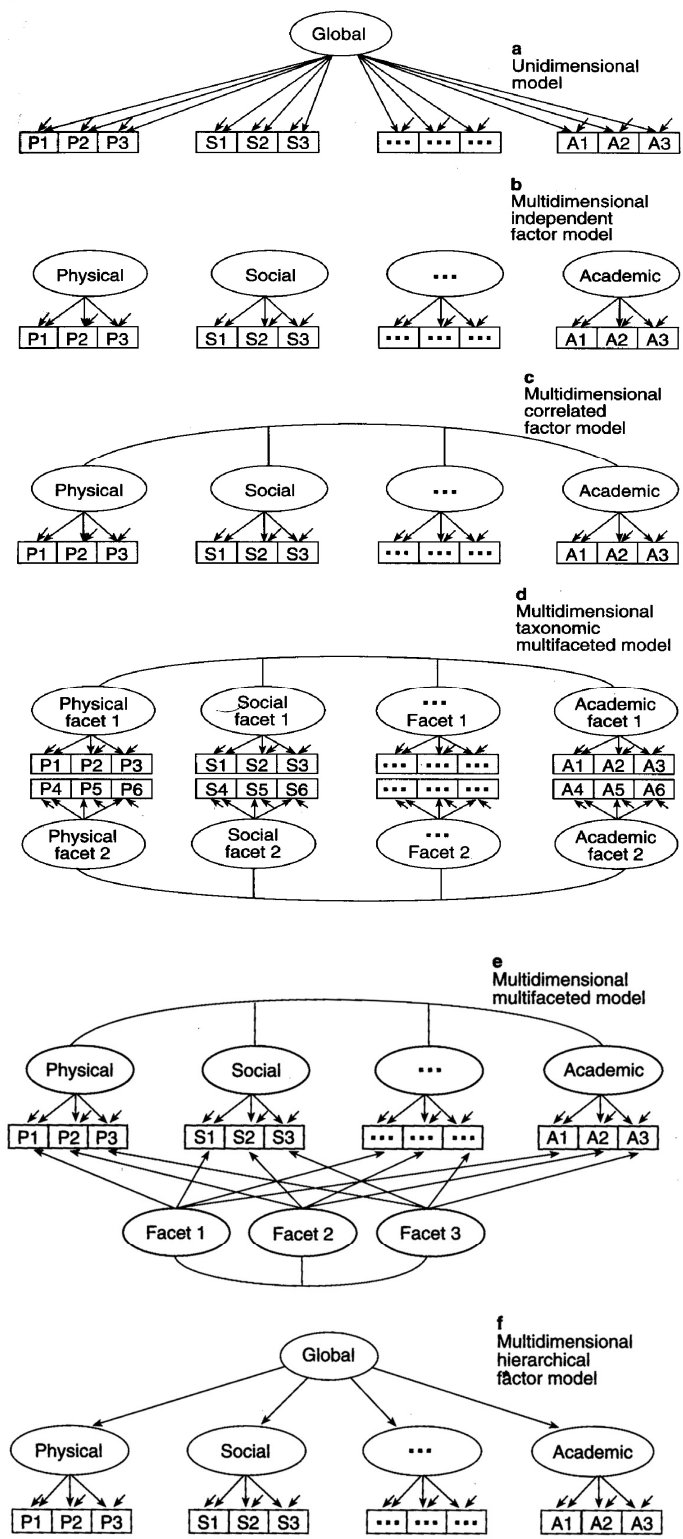 Global
a
Unidimensional
model
P1 P2 P3 S1 S2 S3 ... ... ... A1 A2 A3
b
Multidimensional
independent
factor model
Physical Social ... Academic
P1 P2 P3 S1 S2 S3 ... ... ... A1 A2 A3
c
Multidimensional
correlated
factor model
Physical Social ... Academic
P1 P2 P3 S1 S2 S3 ... ... ... A1 A2 A3
d
Multidimensional
taxonomic
multifaceted model
Physical Social ... Academic
facet 1 facet 1 Facet 1 facet 1
P1 P2 P3 S1 S2 S3 ... ... ... A1 A2 A3
P4 P5 P6 S4 S5 S6 ... ... ... A4 A5 A6
Physical Social ... Academic
facet 2 facet 2 Facet 2 facet 2
e
Multidimensional
multifaceted model
Physical Social ... Academic
P1 P2 P3 S1 S2 S3 ... ... ... A1 A2 A3
Facet 1 Facet 2 Facet 3
f
Multidimensional
hierarchical
factor model
Global
Physical Social ... Academic
P1 P2 P3 S1 S2 S3 ... ... ... A1 A2 A3